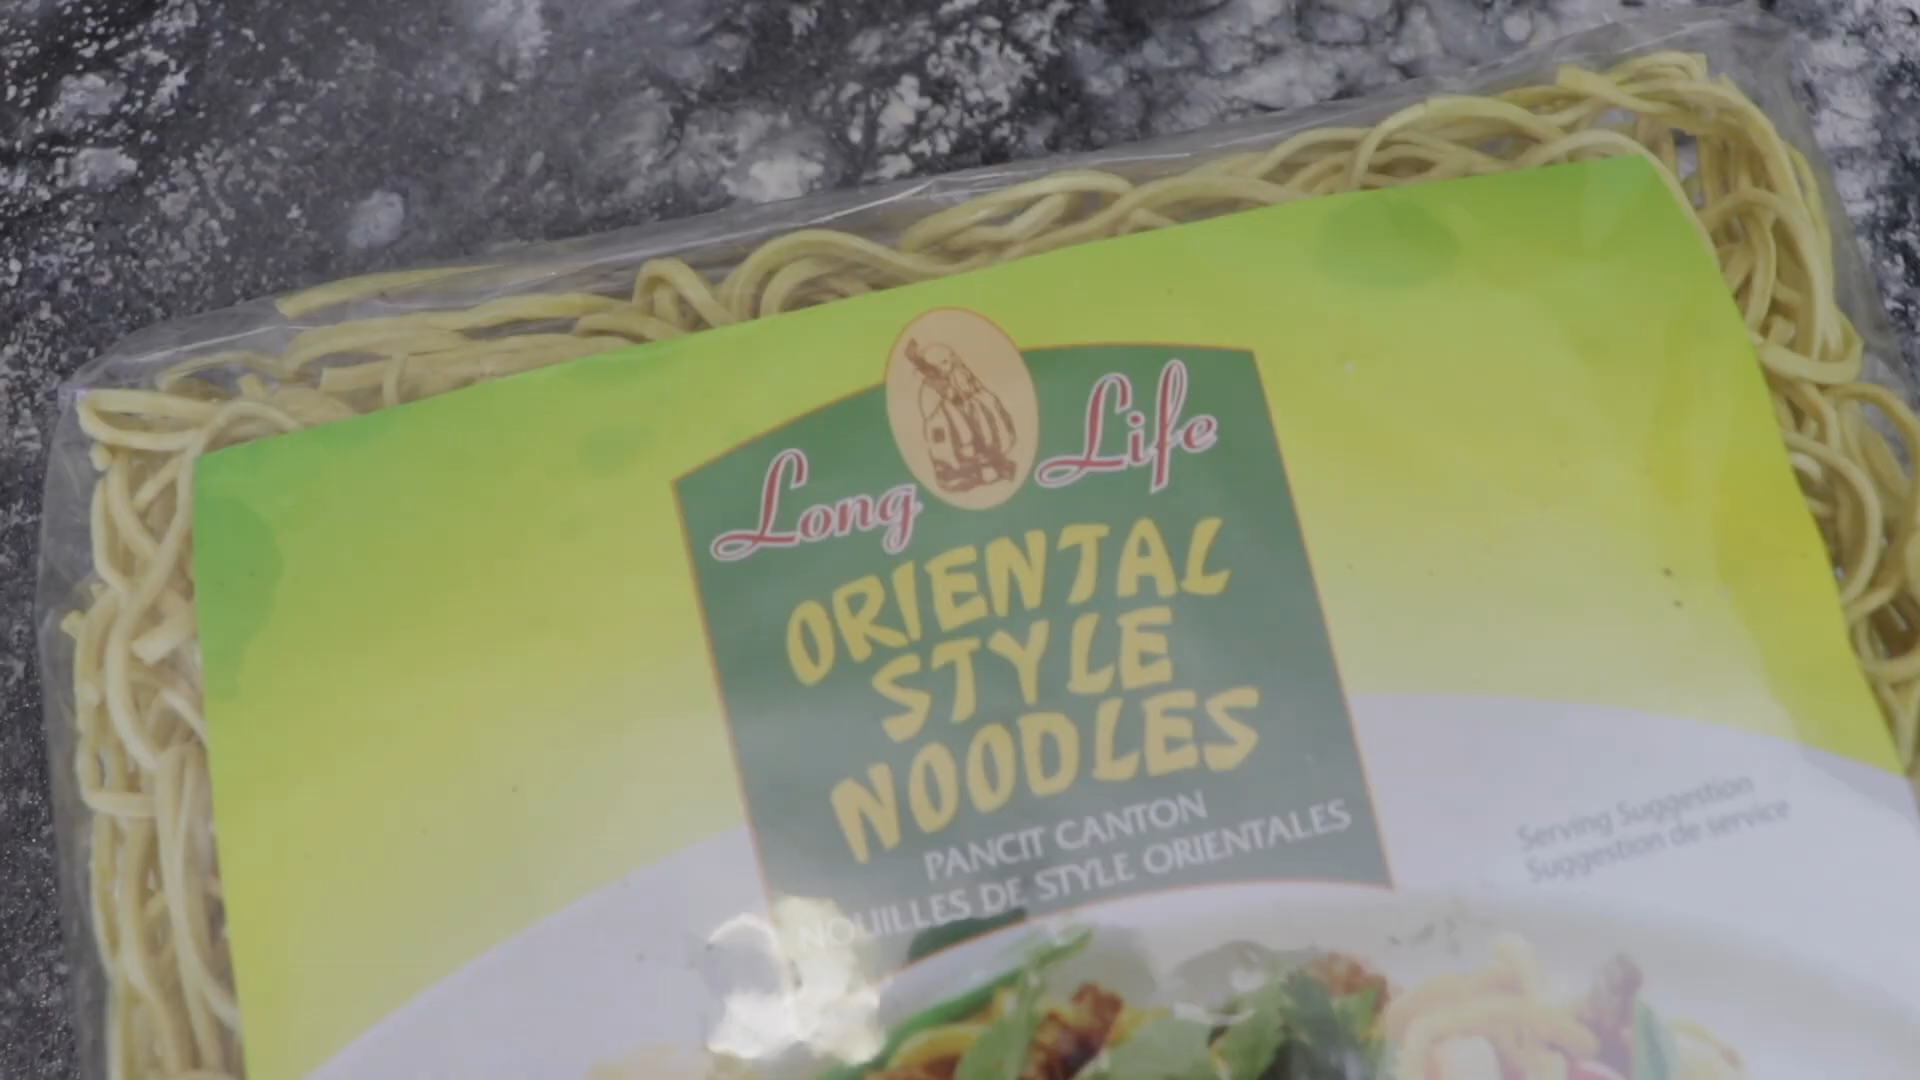 Long Life
ORIENTAL
STYLE
NOODLES
PANCIT CANTON
NOUILLES DE STYLE ORIENTALES
Serving Suggestion
Suggestion de service